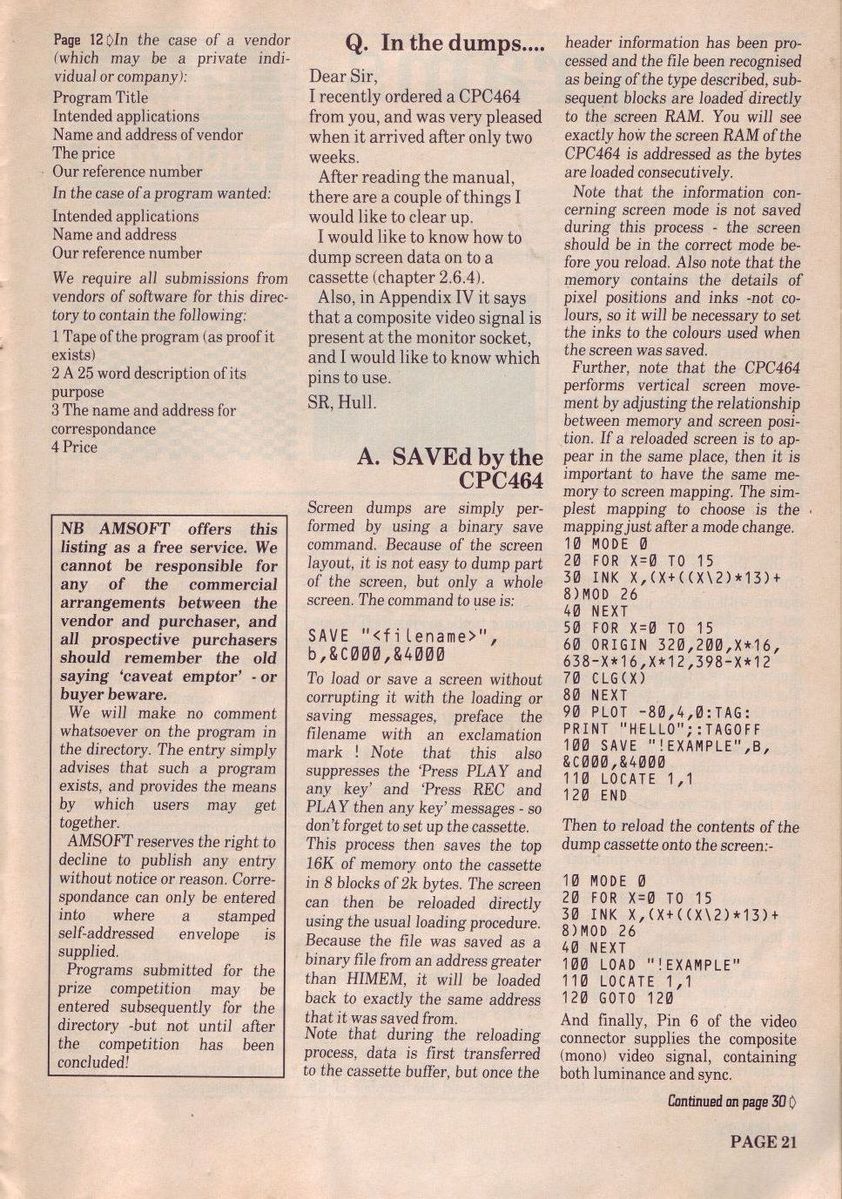 Page 12◊In the case of a vendor
(which may be a private indi-
vidual or company):
Program Title
Intended applications
Name and address of vendor
The price
Our reference number
In the case of a program wanted:
Intended applications
Name and address
Our reference number
We require all submissions from
vendors of software for this direc-
tory to contain the following:
1 Tape of the program (as proof it
exists)
2 A 25 word description of its
purpose
3 The name and address for
correspondance
4 Price
NB AMSOFT offers this
listing as a free service. We
cannot be responsible for
any of the commercial
arrangements between the
vendor and purchaser, and
all prospective purchasers
should remember the old
saying 'caveat emptor' - or
buyer beware.
We will make no comment
whatsoever on the program in
the directory. The entry simply
advises that such a program
exists, and provides the means
by which users may get
together.
AMSOFT reserves the right to
decline to publish any entry
without notice or reason. Corre-
spondance can only be entered
into where a stamped
self-addressed envelope is
supplied.
Programs submitted for the
prize competition may be
entered subsequently for the
directory -but not until after
the competition has been
concluded!
Q. In the dumps....
Dear Sir,
I recently ordered a CPC464
from you, and was very pleased
when it arrived after only two
weeks.
After reading the manual,
there are a couple of things I
would like to clear up.
I would like to know how to
dump screen data on to a
cassette (chapter 2.6.4).
Also, in Appendix IV it says
that a composite video signal is
present at the monitor socket,
and I would like to know which
pins to use.
SR, Hull.
A. SAVEd by the
CPC464
Screen dumps are simply per-
formed by using a binary save
command. Because of the screen
layout, it is not easy to dump part
of the screen, but only a whole
screen. The command to use is:
SAVE "<filename>",
b,&C000,&4000
To load or save a screen without
corrupting it with the loading or
saving messages, preface the
filename with an exclamation
mark ! Note that this also
suppresses the 'Press PLAY and
any key' and 'Press REC and
PLAY then any key' messages - so
don't forget to set up the cassette.
This process then saves the top
16K of memory onto the cassette
in 8 blocks of 2k bytes. The screen
can then be reloaded directly
using the usual loading procedure.
Because the file was saved as a
binary file from an address greater
than HIMEM, it will be loaded
back to exactly the same address
that it was saved from.
Note that during the reloading
process, data is first transferred
to the cassette buffer, but once the
header information has been pro-
cessed and the file been recognised
as being of the type described, sub-
sequent blocks are loaded directly
to the screen RAM. You will see
exactly how the screen RAM of the
CPC464 is addressed as the bytes
are loaded consecutively.
Note that the information con-
cerning screen mode is not saved
during this process - the screen
should be in the correct mode be-
fore you reload. Also note that the
memory contains the details of
pixel positions and inks -not co-
lours, so it will be necessary to set
the inks to the colours used when
the screen was saved.
Further, note that the CPC464
performs vertical screen move-
ment by adjusting the relationship
between memory and screen posi-
tion. If a reloaded screen is to ap-
pear in the same place, then it is
important to have the same me-
mory to screen mapping. The sim-
plest mapping to choose is the
mapping just after a mode change.
10 MODE 0
20 FOR X=0 TO 15
30 INK X,(X+((X\2)*13)+
8)MOD 26
40 NEXT
50 FOR X=0 TO 15
60 ORIGIN 320,200,X*16,
638-X*16,X*12,398-X*12
70 CLG(X)
80 NEXT
90 PLOT -80,4,0:TAG:
PRINT "HELLO";:TAGOFF
100 SAVE "!EXAMPLE",B,
&C000,&4000
110 LOCATE 1,1
120 END
Then to reload the contents of the
dump cassette onto the screen:-
10 MODE 0
20 FOR X=0 TO 15
30 INK X,(X+((X\2)*13)+
8)MOD 26
40 NEXT
100 LOAD "!EXAMPLE"
110 LOCATE 1,1
120 GOTO 120
And finally, Pin 6 of the video
connector supplies the composite
(mono) video signal, containing
both luminance and sync.
Continued on page 30◊
PAGE 21